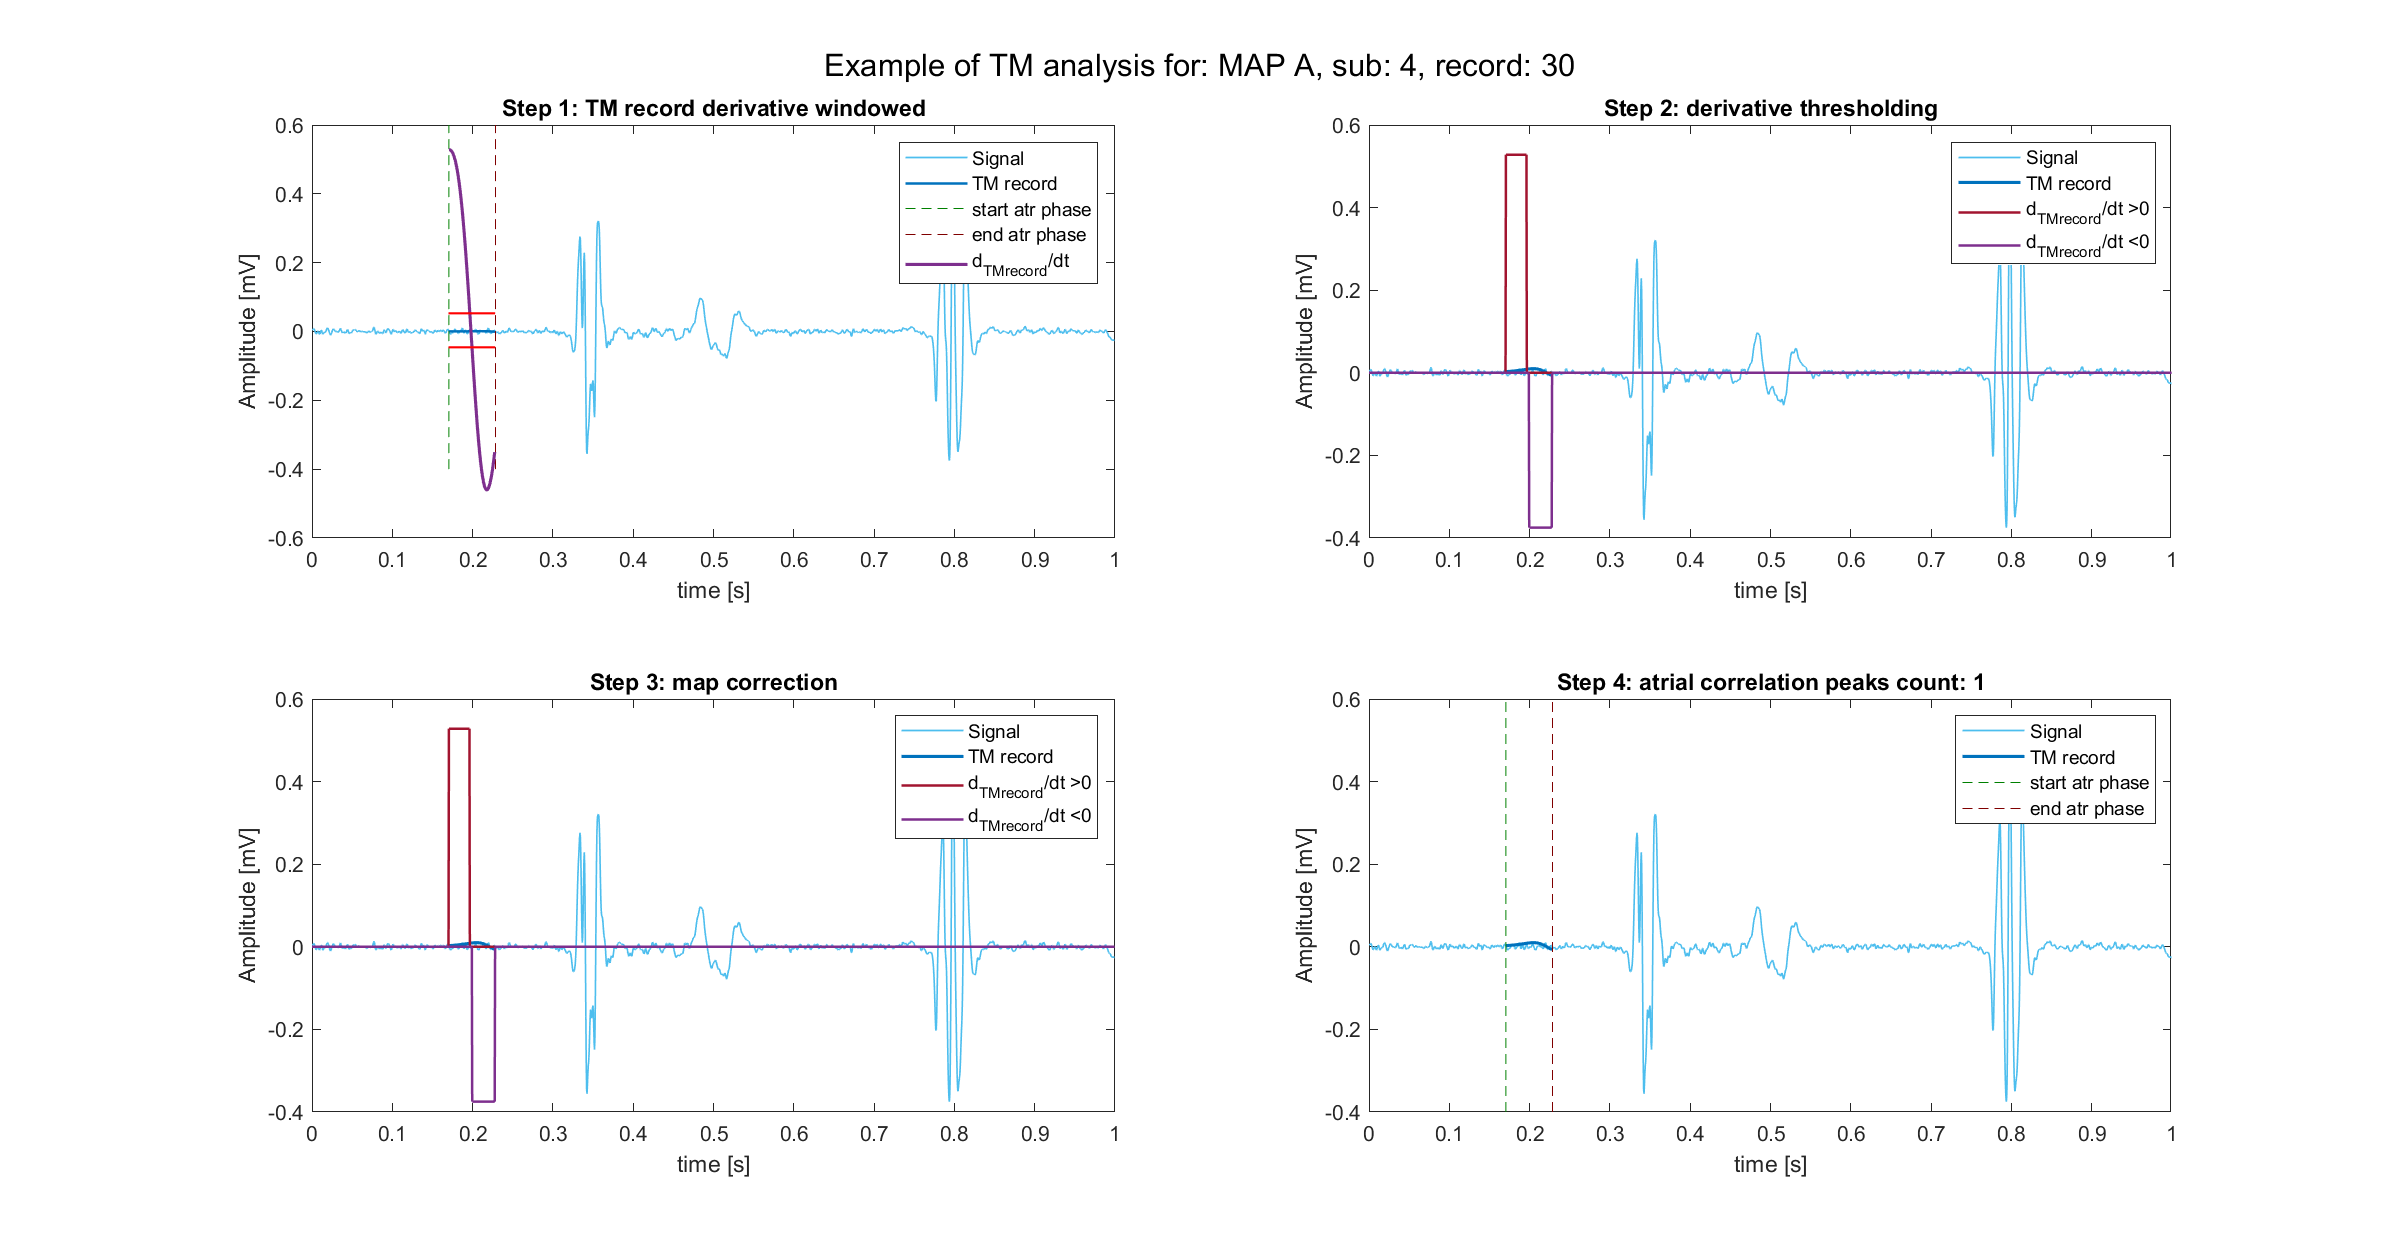 Example of TM analysis for: MAP A, sub: 4, record: 30
Step 1: TM record derivative windowed
Amplitude [mV]
0.6
0.4
0.2
0
-0.2
-0.4
-0.6
Signal
TM record
start atr phase
end atr phase
dTMrecord/dt
0 0.1 0.2 0.3 0.4 0.5 0.6 0.7 0.8 0.9 1
time [s]
Step 2: derivative thresholding
Amplitude [mV]
0.6
0.4
0.2
0
-0.2
-0.4
Signal
TM record
dTMrecord/dt >0
dTMrecord/dt <0
0 0.1 0.2 0.3 0.4 0.5 0.6 0.7 0.8 0.9 1
time [s]
Step 3: map correction
Amplitude [mV]
0.6
0.4
0.2
0
-0.2
-0.4
Signal
TM record
dTMrecord/dt >0
dTMrecord/dt <0
0 0.1 0.2 0.3 0.4 0.5 0.6 0.7 0.8 0.9 1
time [s]
Step 4: atrial correlation peaks count: 1
Amplitude [mV]
0.6
0.4
0.2
0
-0.2
-0.4
Signal
TM record
start atr phase
end atr phase
0 0.1 0.2 0.3 0.4 0.5 0.6 0.7 0.8 0.9 1
time [s]